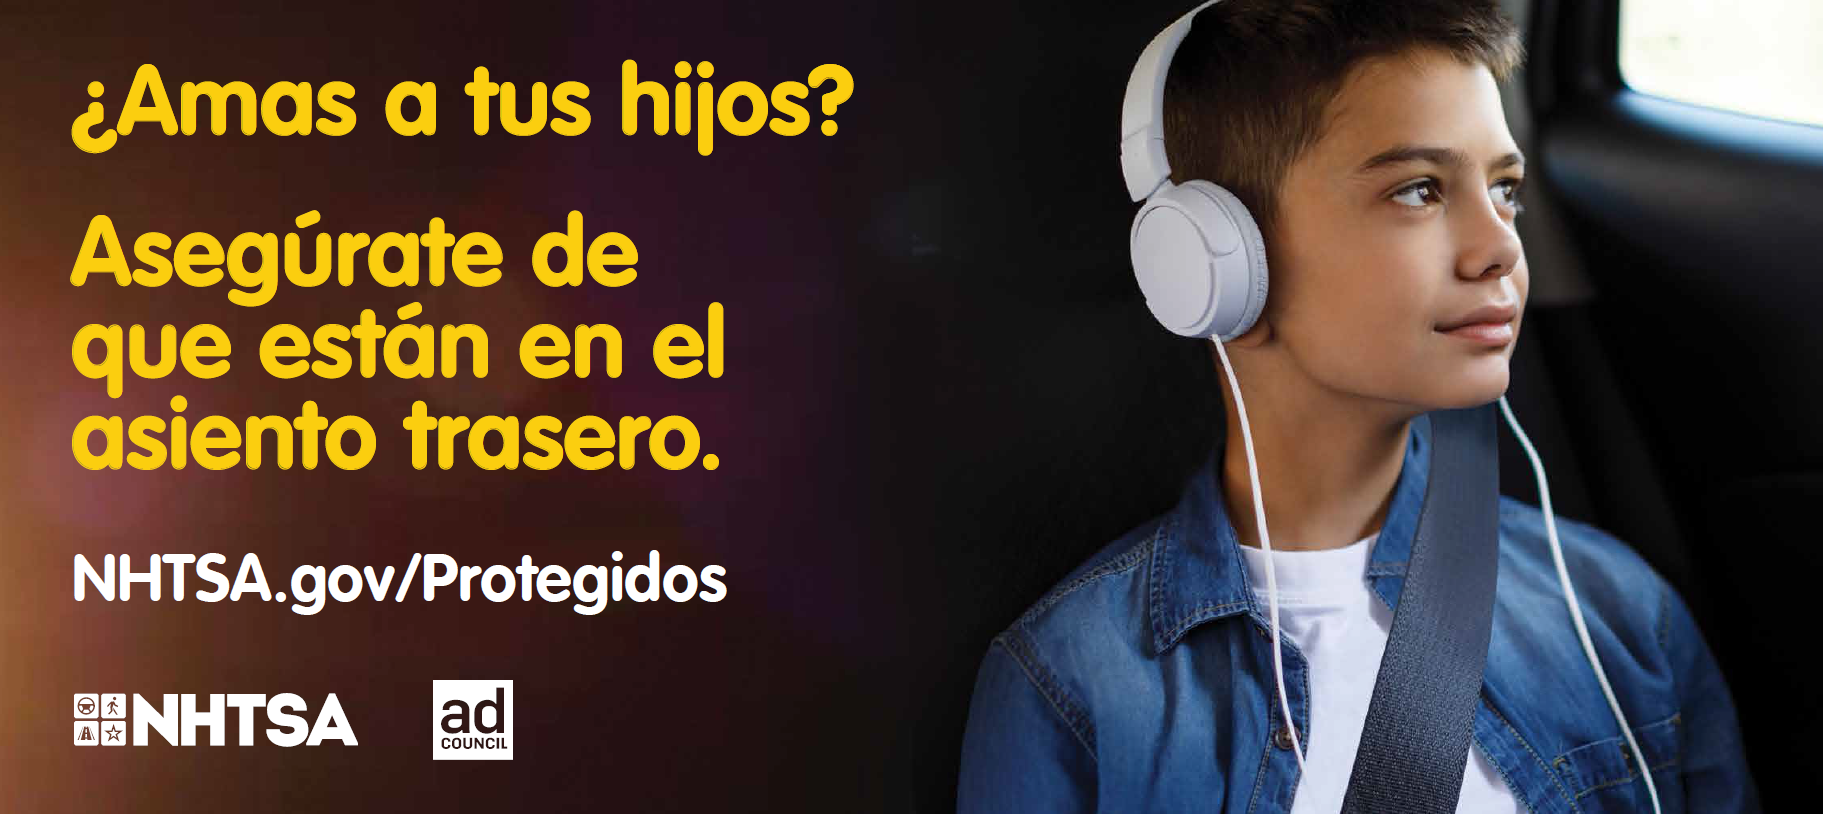 ¿Amas a tus hijos?
Asegúrate de
que están en el
asiento trasero.
NHTSA.gov/Protegidos
NHTSA
ad
COUNCIL